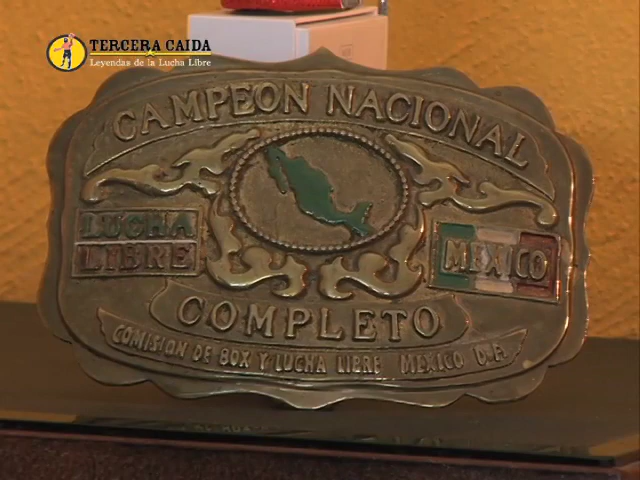 TERCERA CAIDA
Leyendas de la Lucha Libre
CAMPEON NACIONAL
LUCHA
LIBRE
MEXICO
COMPLETO
COMISION DE BOX Y LUCHA LIBRE MEXICO D.F.